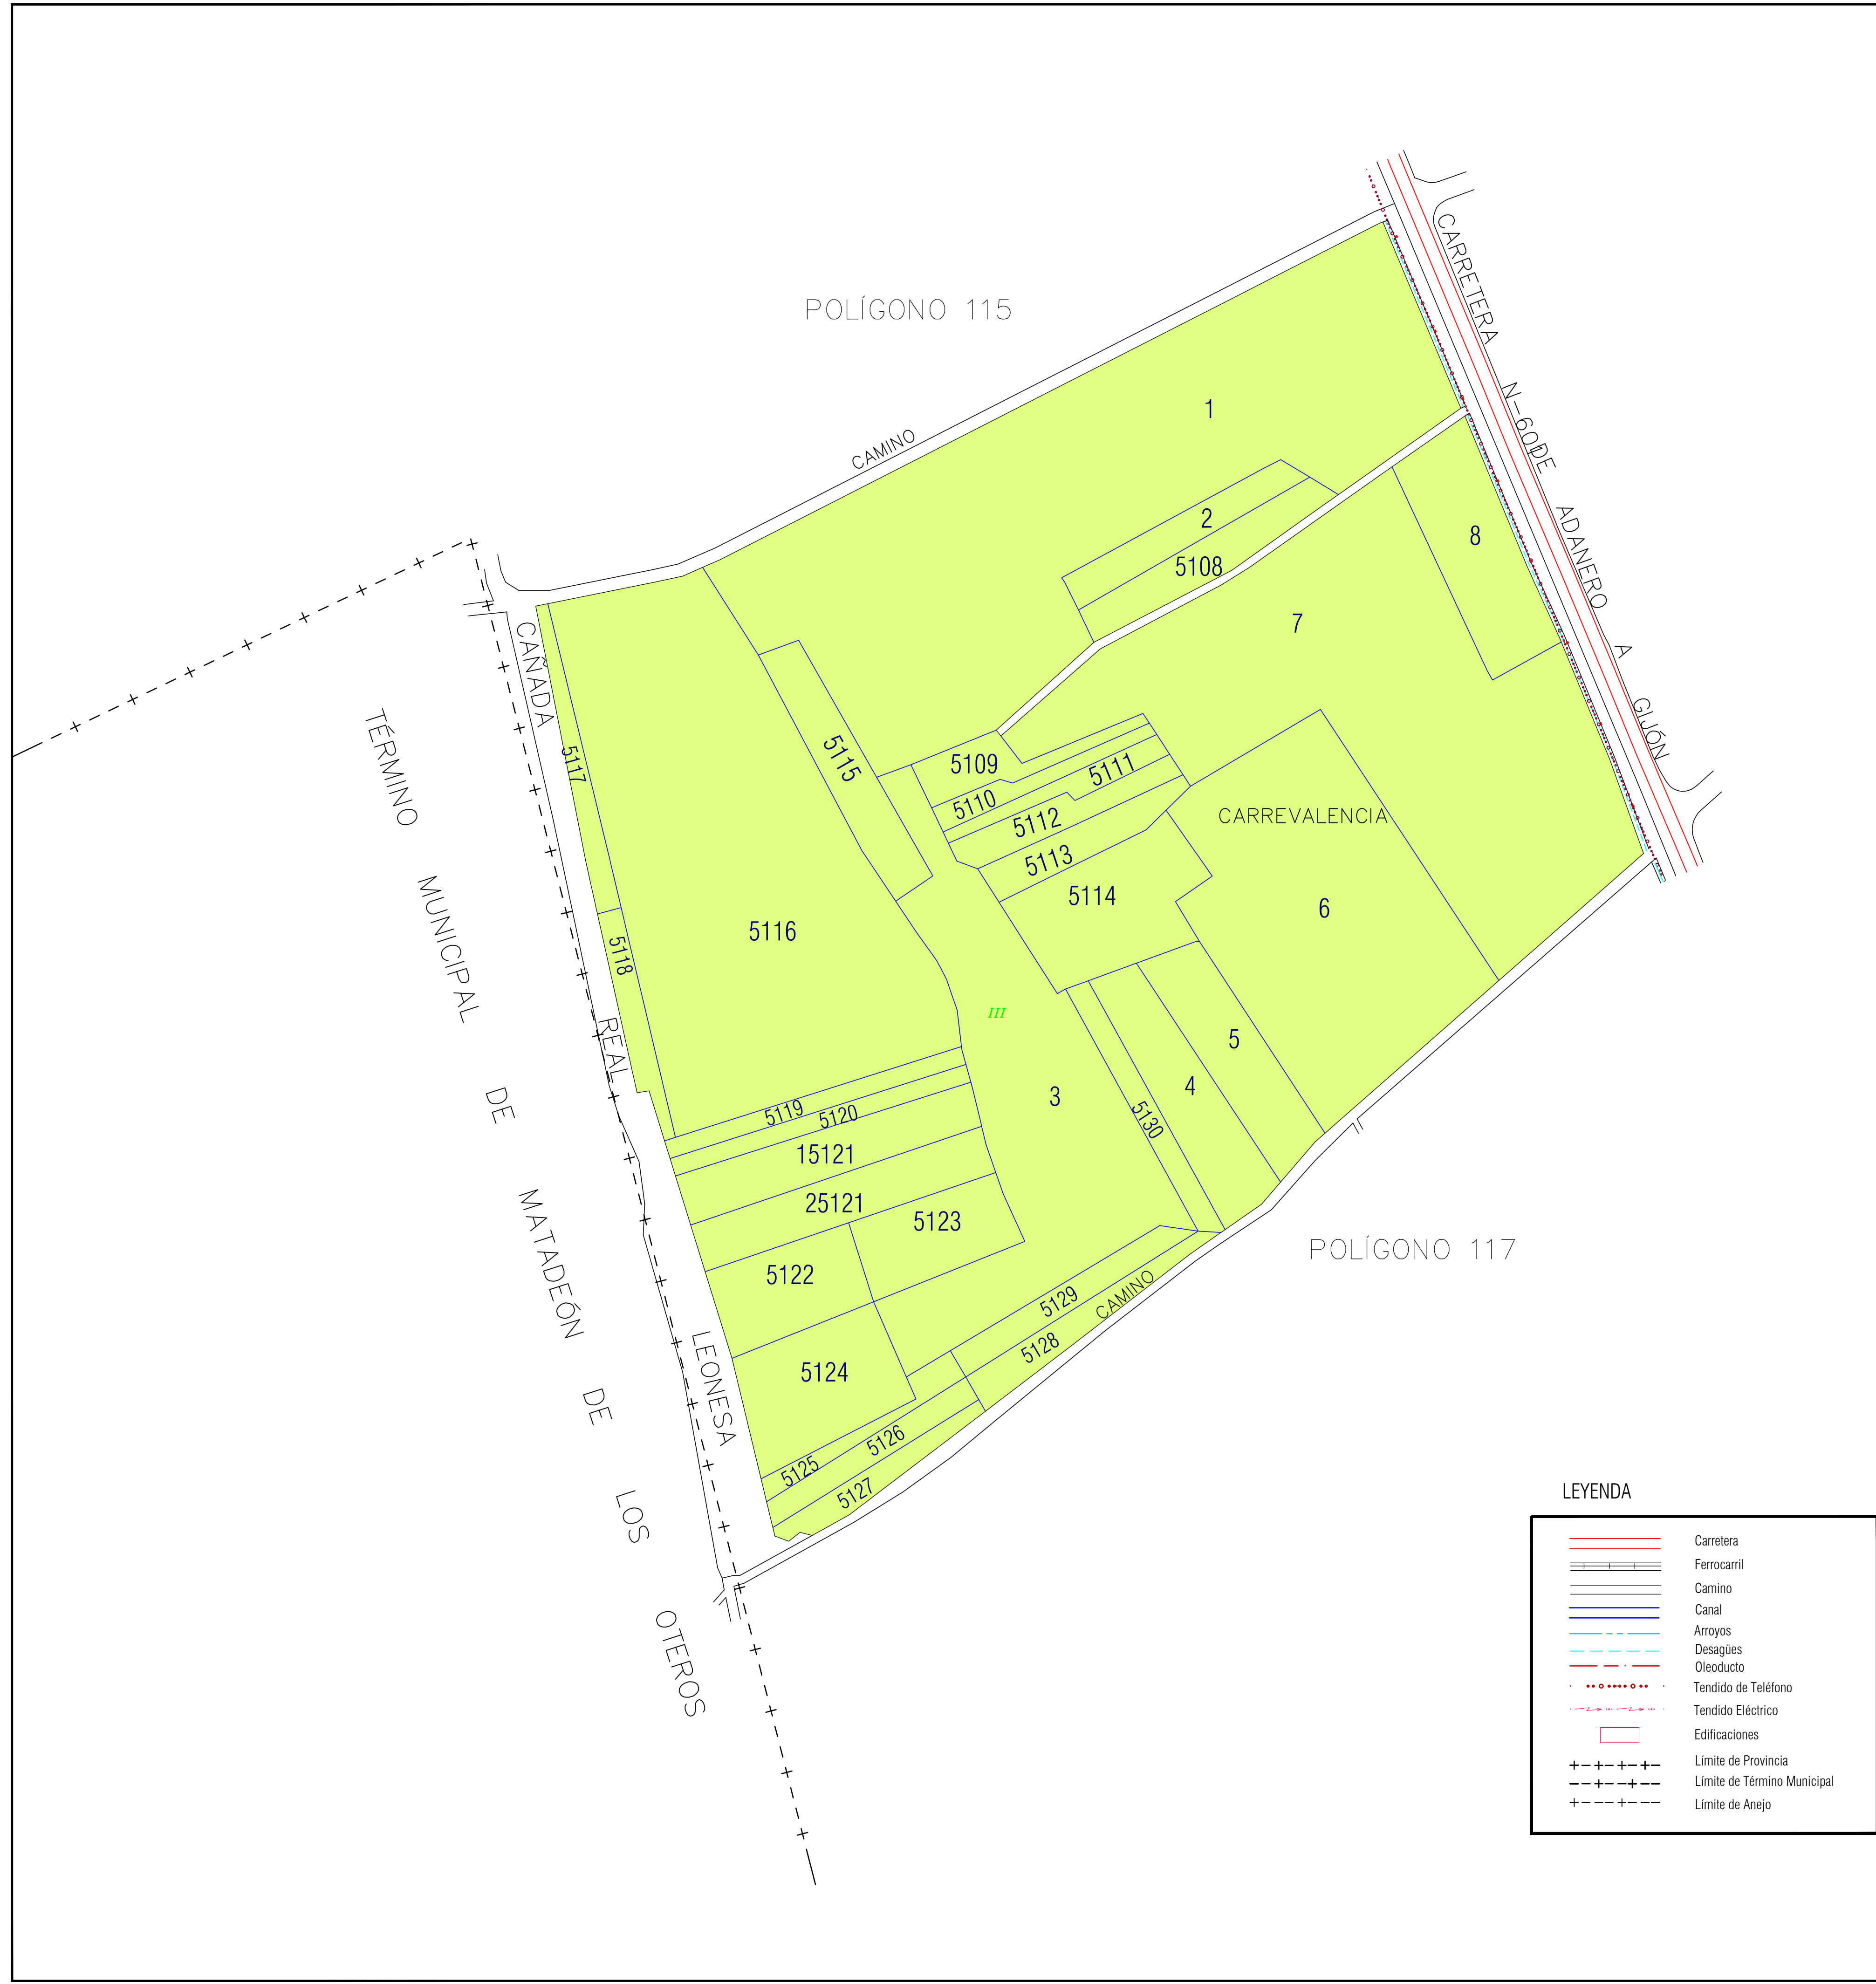 POLÍGONO 115
CAMINO
CARRETERA N-601 DE ADANERO A GIJÓN
1
2
5108
8
7
CAÑADA REAL LEONESA
TÉRMINO MUNICIPAL DE MATADEÓN DE LOS OTEROS
5117
5115
5109
5110
5111
5112
5113
5114
CARREVALENCIA
6
5116
5118
III
5
4
3
5130
5119
5120
15121
25121
5123
5122
POLÍGONO 117
5129
CAMINO
5128
5124
5126
5125
5127
LEYENDA
Carretera
Ferrocarril
Camino
Canal
Arroyos
Desagües
Oleoducto
Tendido de Teléfono
Tendido Eléctrico
Edificaciones
Límite de Provincia
Límite de Término Municipal
Límite de Anejo